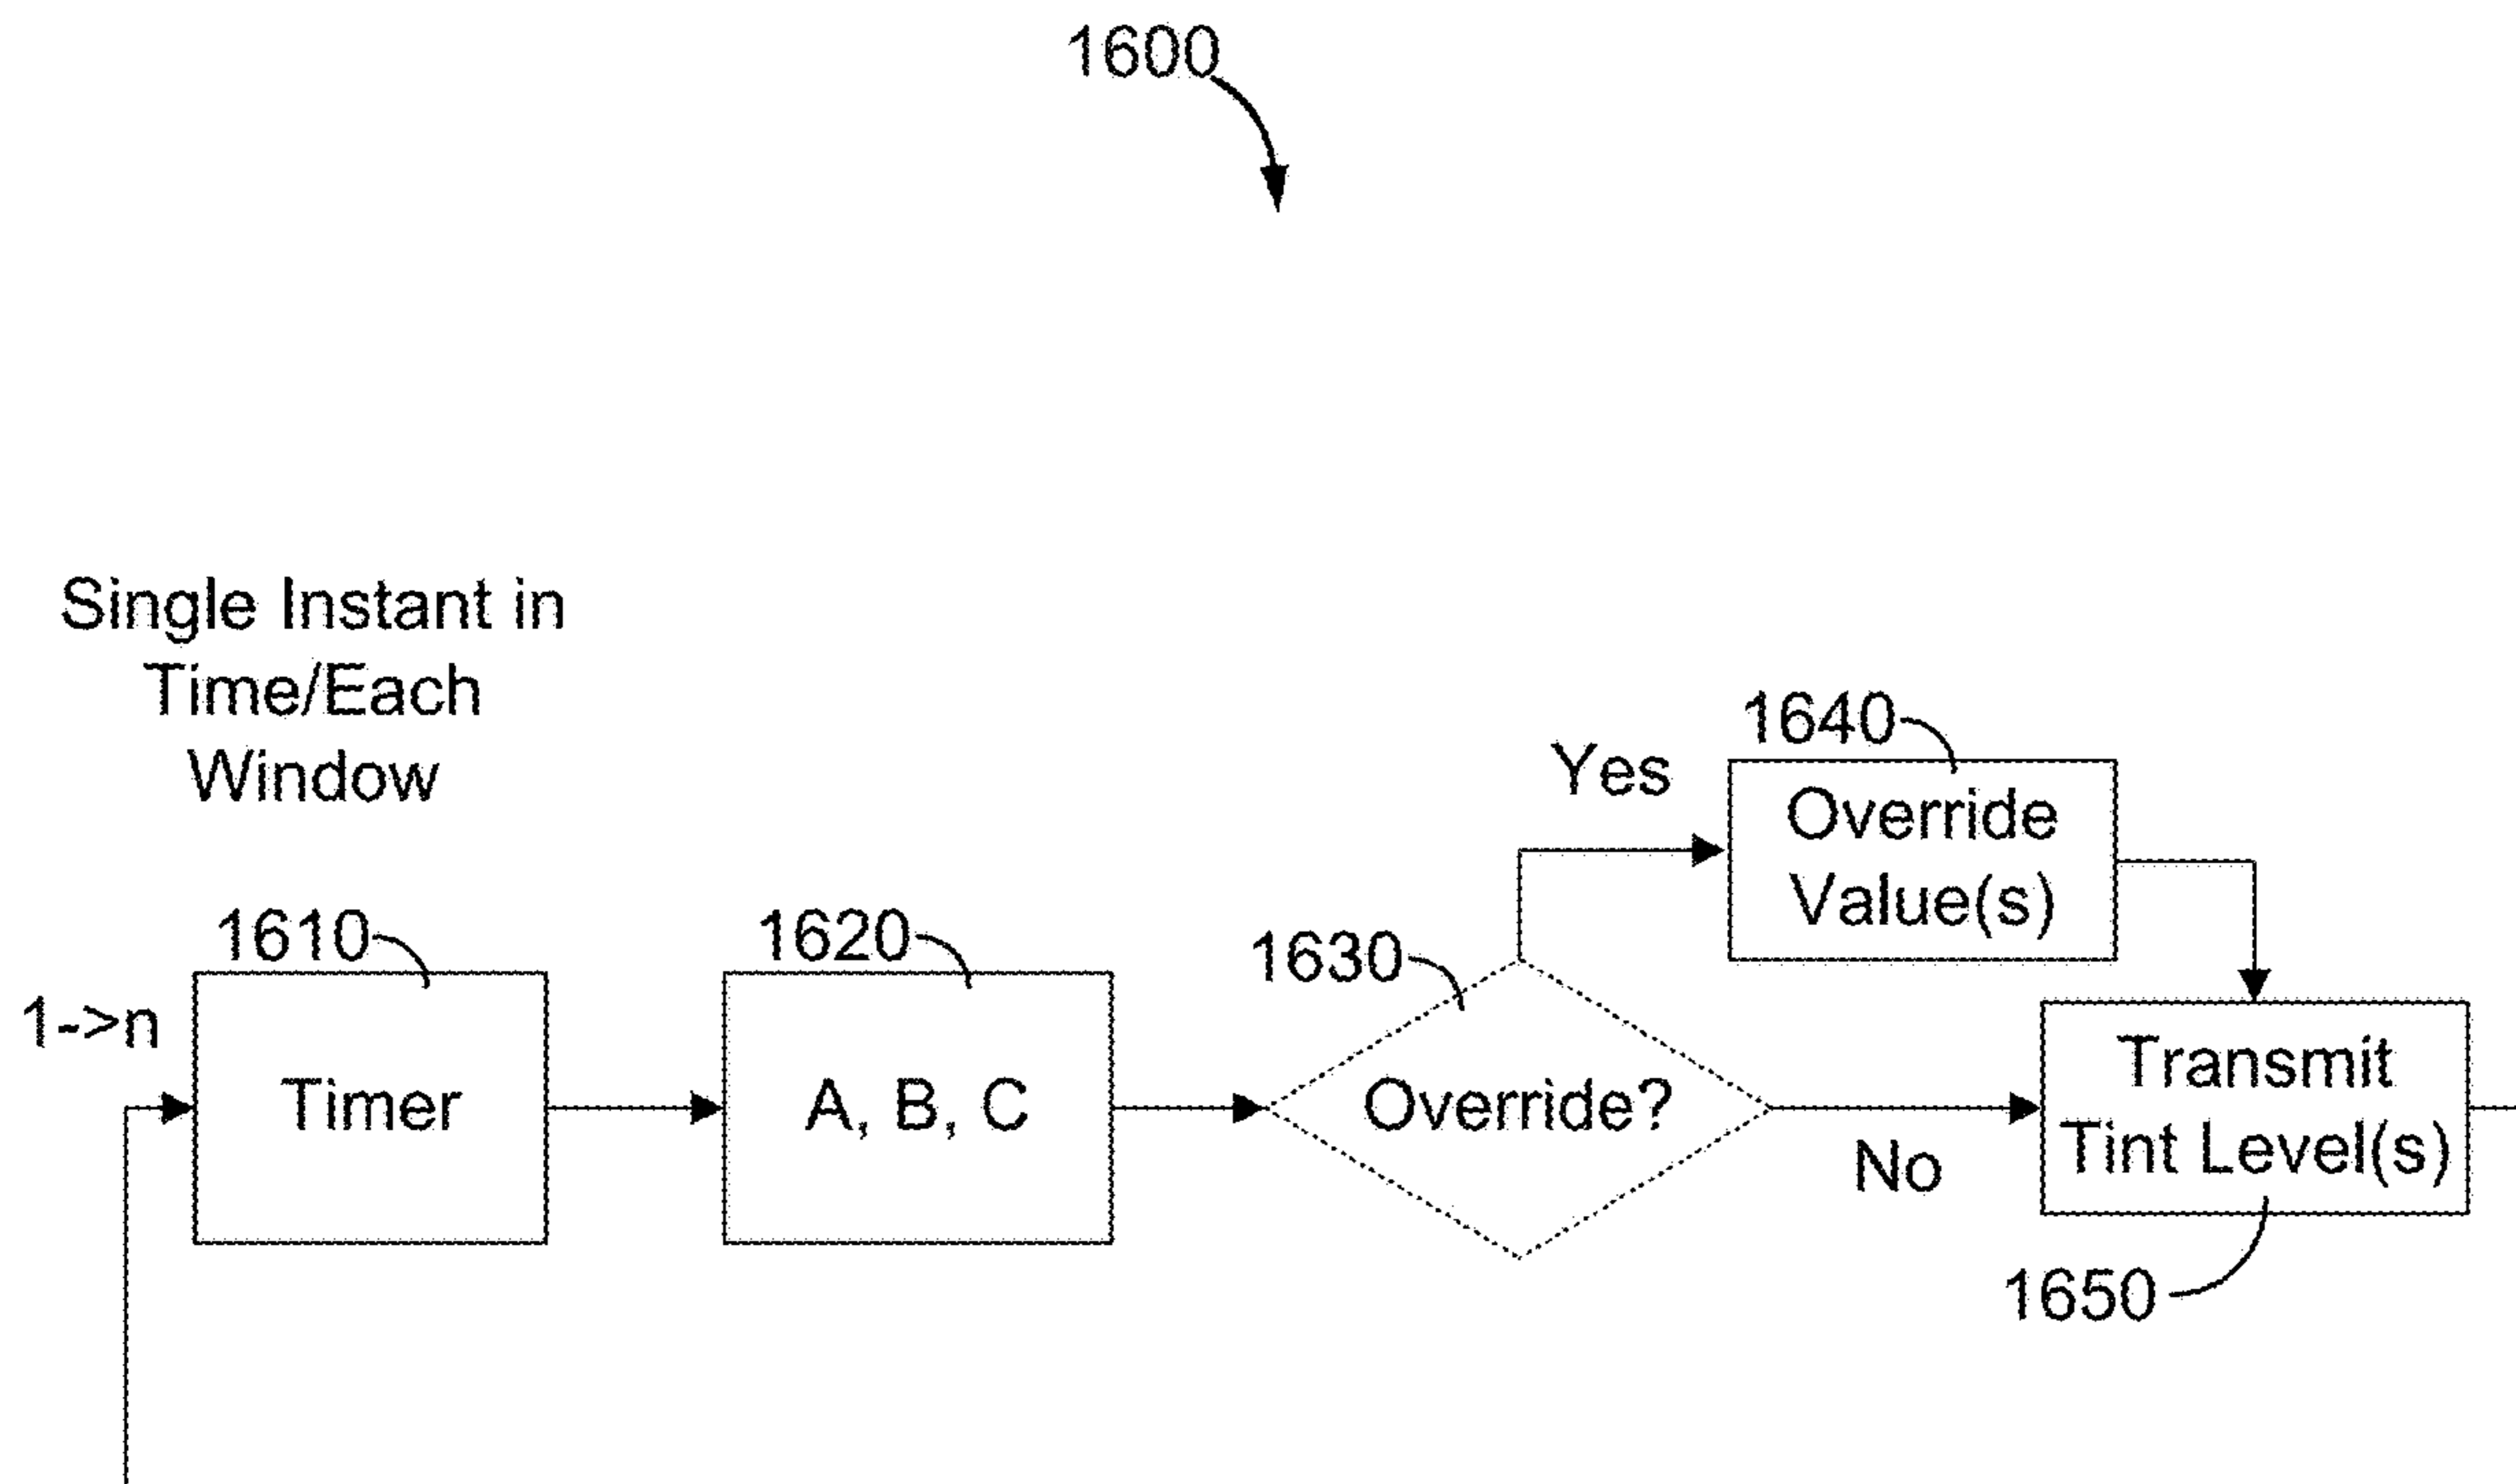 1600
Single Instant in
Time/Each
Window
1640
Yes
Override
Value(s)
1610
1620
1630
1->n
Timer
A, B, C
Override?
Transmit
Tint Level(s)
No
1650